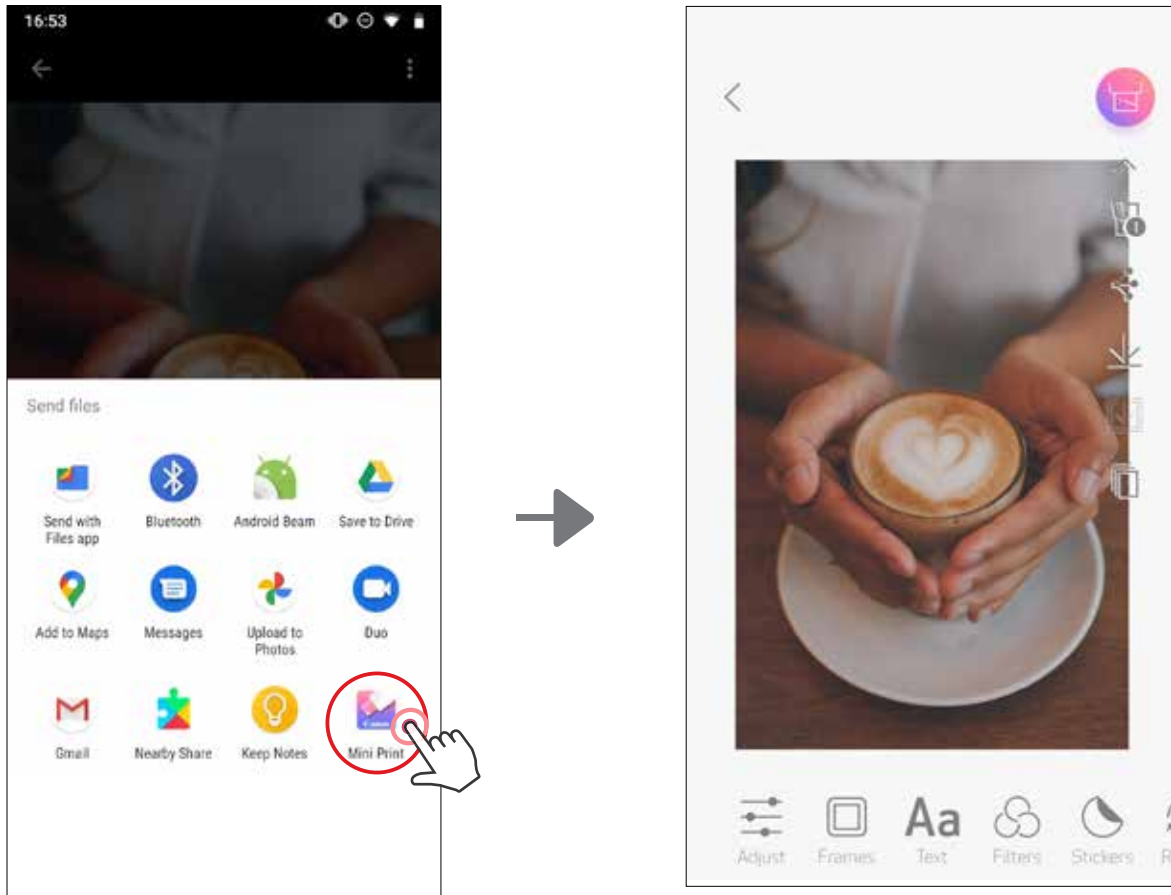 16:53
Send files
Send with Files app
Bluetooth
Android Beam
Save to Drive
Add to Maps
Messages
Upload to Photos
Duo
Gmail
Nearby Share
Keep Notes
Mini Print
Aa
Adjust
Frames
Text
Filters
Stickers